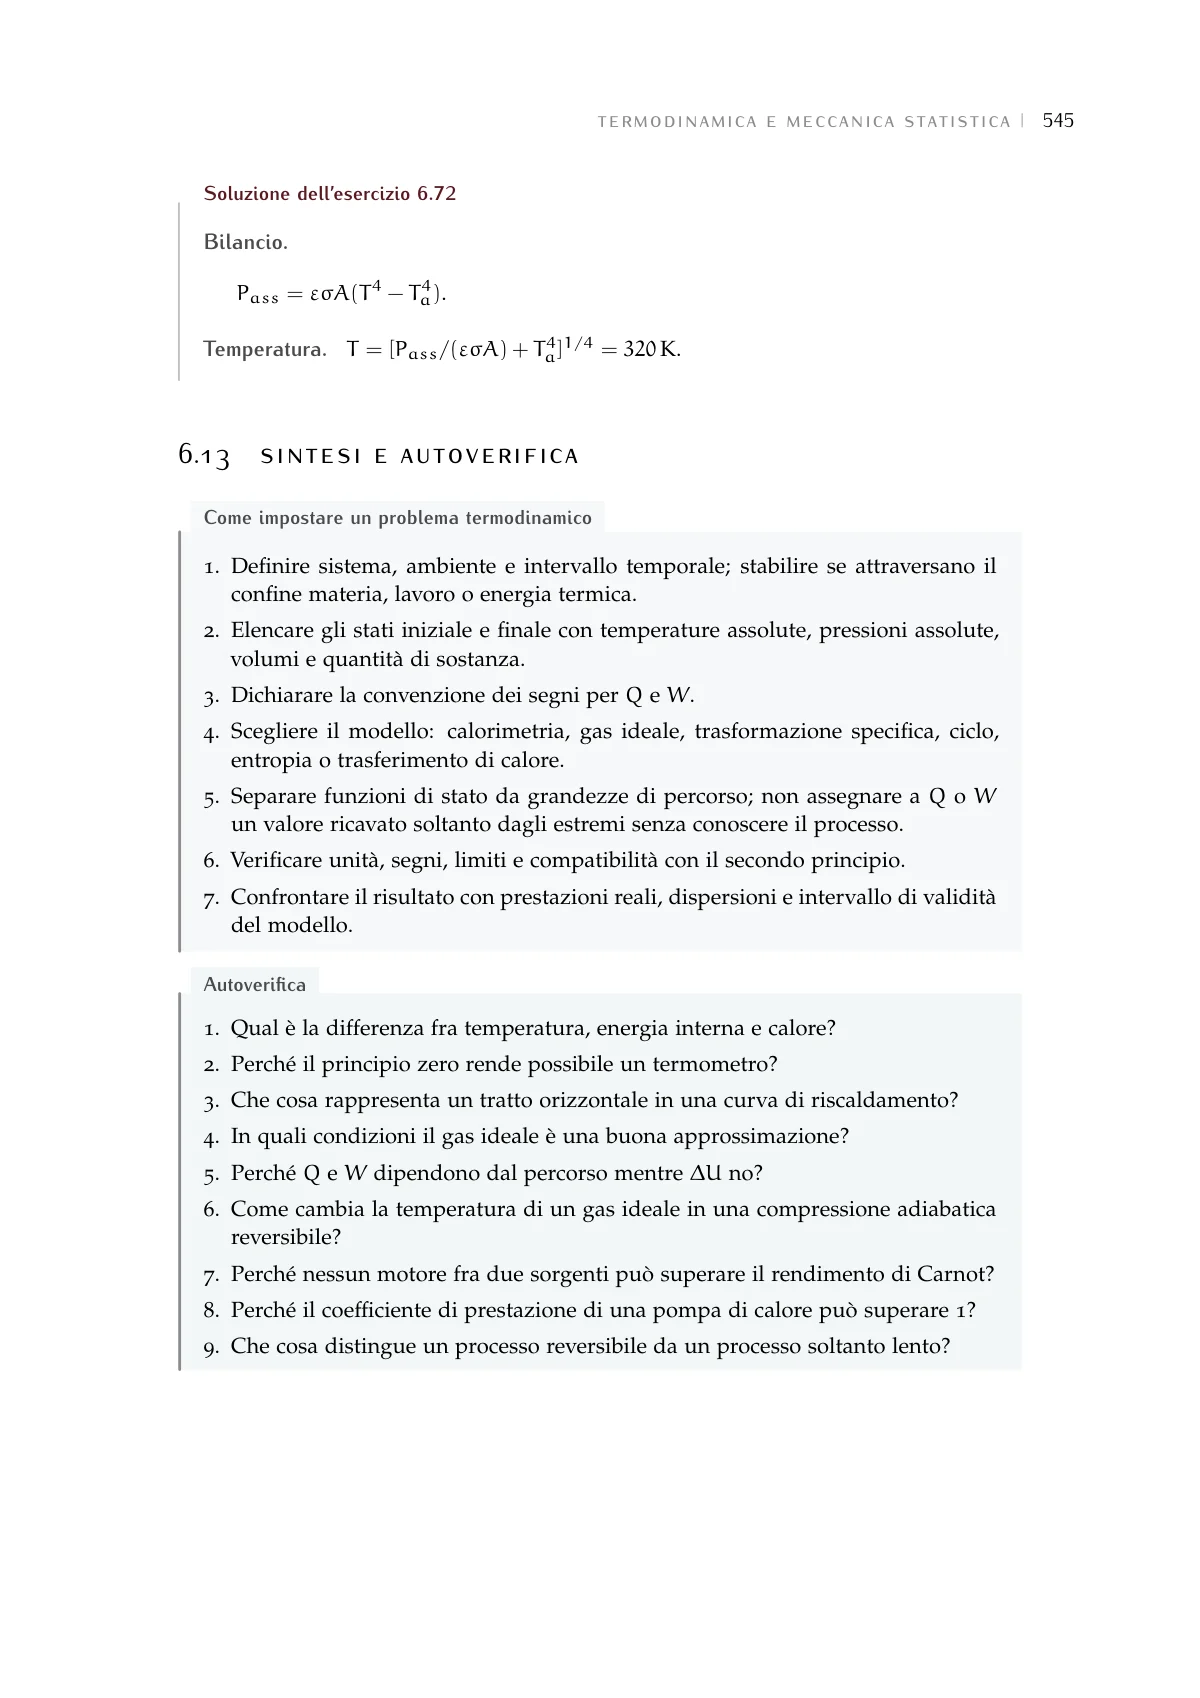 TERMODINAMICA E MECCANICA STATISTICA | 545
Soluzione dell'esercizio 6.72
Bilancio.
P_ass = εσA(T⁴ − T_a⁴).
Temperatura. T = [P_ass/(εσA) + T_a⁴]^1/4 = 320 K.
6.13 SINTESI E AUTOVERIFICA
Come impostare un problema termodinamico
1. Definire sistema, ambiente e intervallo temporale; stabilire se attraversano il
confine materia, lavoro o energia termica.
2. Elencare gli stati iniziale e finale con temperature assolute, pressioni assolute,
volumi e quantità di sostanza.
3. Dichiarare la convenzione dei segni per Q e W.
4. Scegliere il modello: calorimetria, gas ideale, trasformazione specifica, ciclo,
entropia o trasferimento di calore.
5. Separare funzioni di stato da grandezze di percorso; non assegnare a Q o W
un valore ricavato soltanto dagli estremi senza conoscere il processo.
6. Verificare unità, segni, limiti e compatibilità con il secondo principio.
7. Confrontare il risultato con prestazioni reali, dispersioni e intervallo di validità
del modello.
Autoverifica
1. Qual è la differenza fra temperatura, energia interna e calore?
2. Perché il principio zero rende possibile un termometro?
3. Che cosa rappresenta un tratto orizzontale in una curva di riscaldamento?
4. In quali condizioni il gas ideale è una buona approssimazione?
5. Perché Q e W dipendono dal percorso mentre ΔU no?
6. Come cambia la temperatura di un gas ideale in una compressione adiabatica
reversibile?
7. Perché nessun motore fra due sorgenti può superare il rendimento di Carnot?
8. Perché il coefficiente di prestazione di una pompa di calore può superare 1?
9. Che cosa distingue un processo reversibile da un processo soltanto lento?